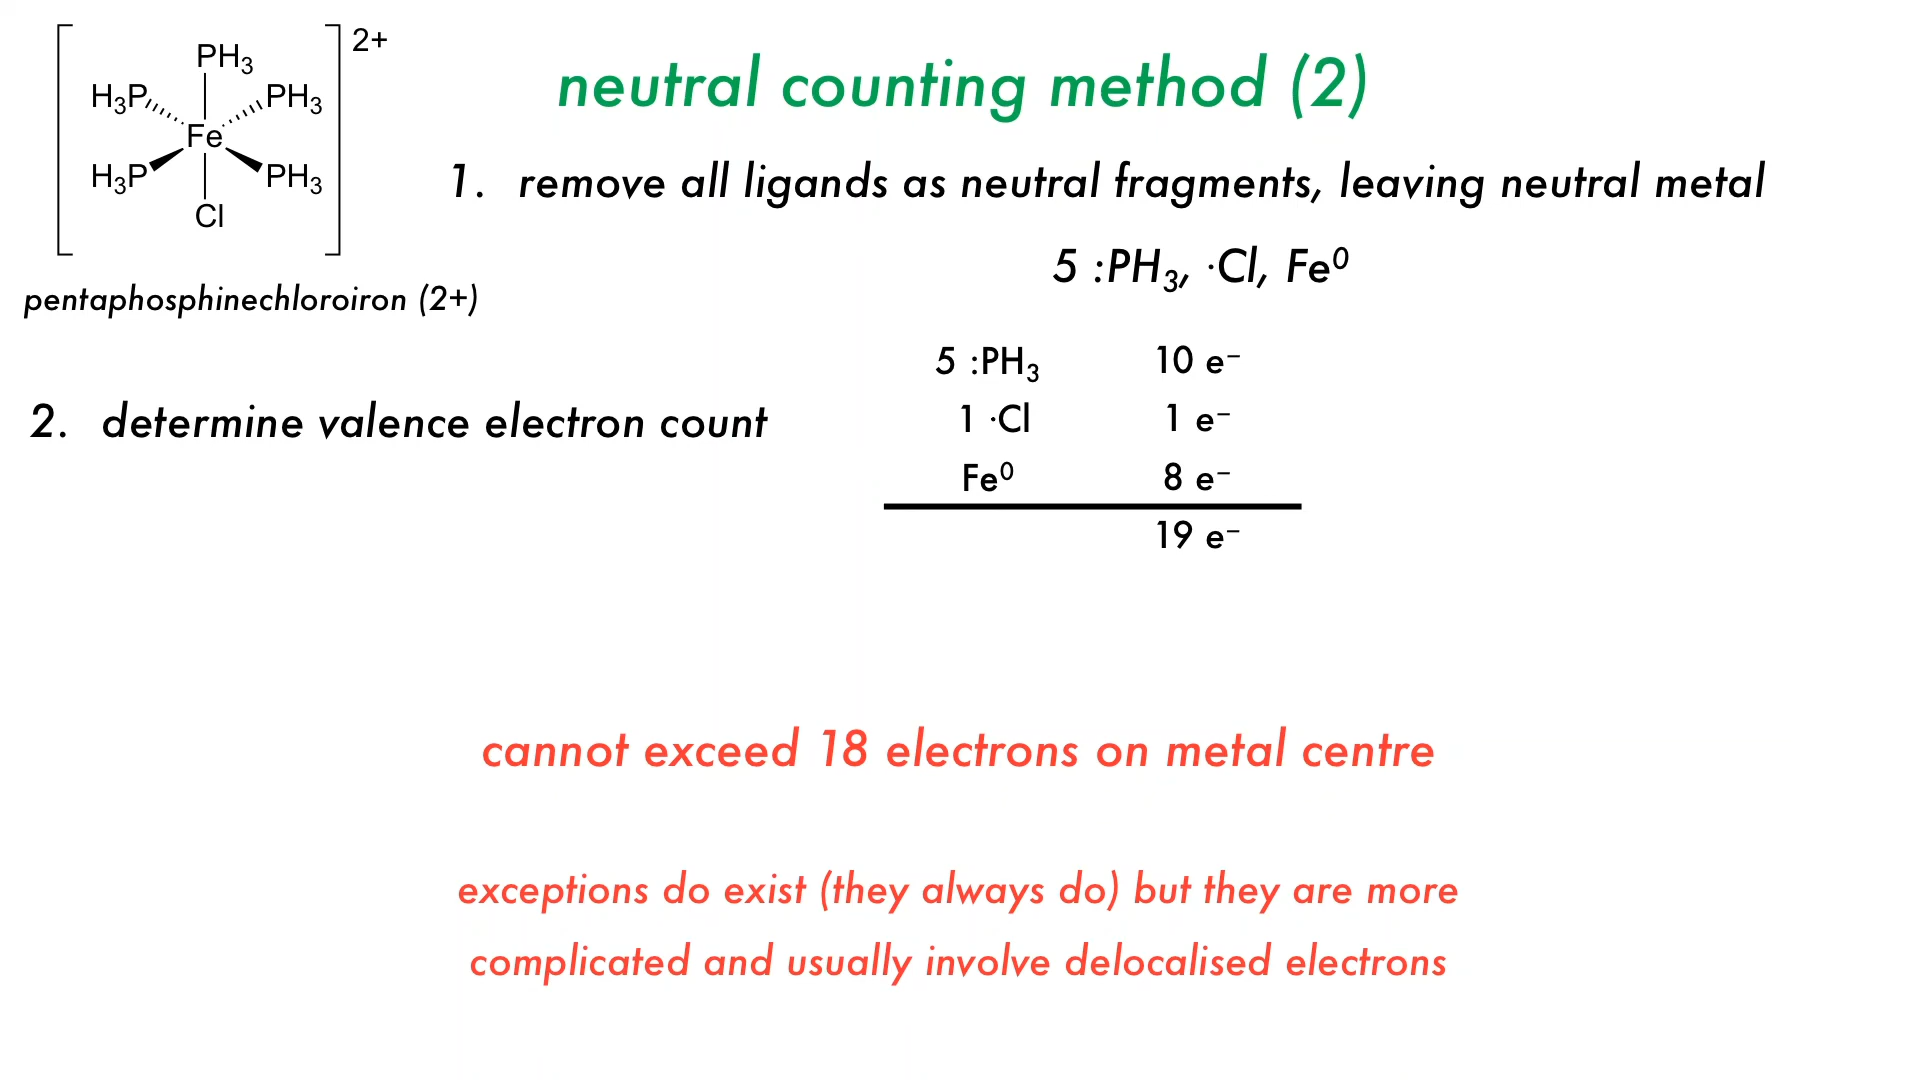 2+
PH3
H3P PH3
Fe
H3P PH3
Cl
pentaphosphinechloroiron (2+)
neutral counting method (2)
1. remove all ligands as neutral fragments, leaving neutral metal
5 :PH3, ·Cl, Fe⁰
2. determine valence electron count
5 :PH3 10 e⁻
1 ·Cl 1 e⁻
Fe⁰ 8 e⁻
19 e⁻
cannot exceed 18 electrons on metal centre
exceptions do exist (they always do) but they are more
complicated and usually involve delocalised electrons